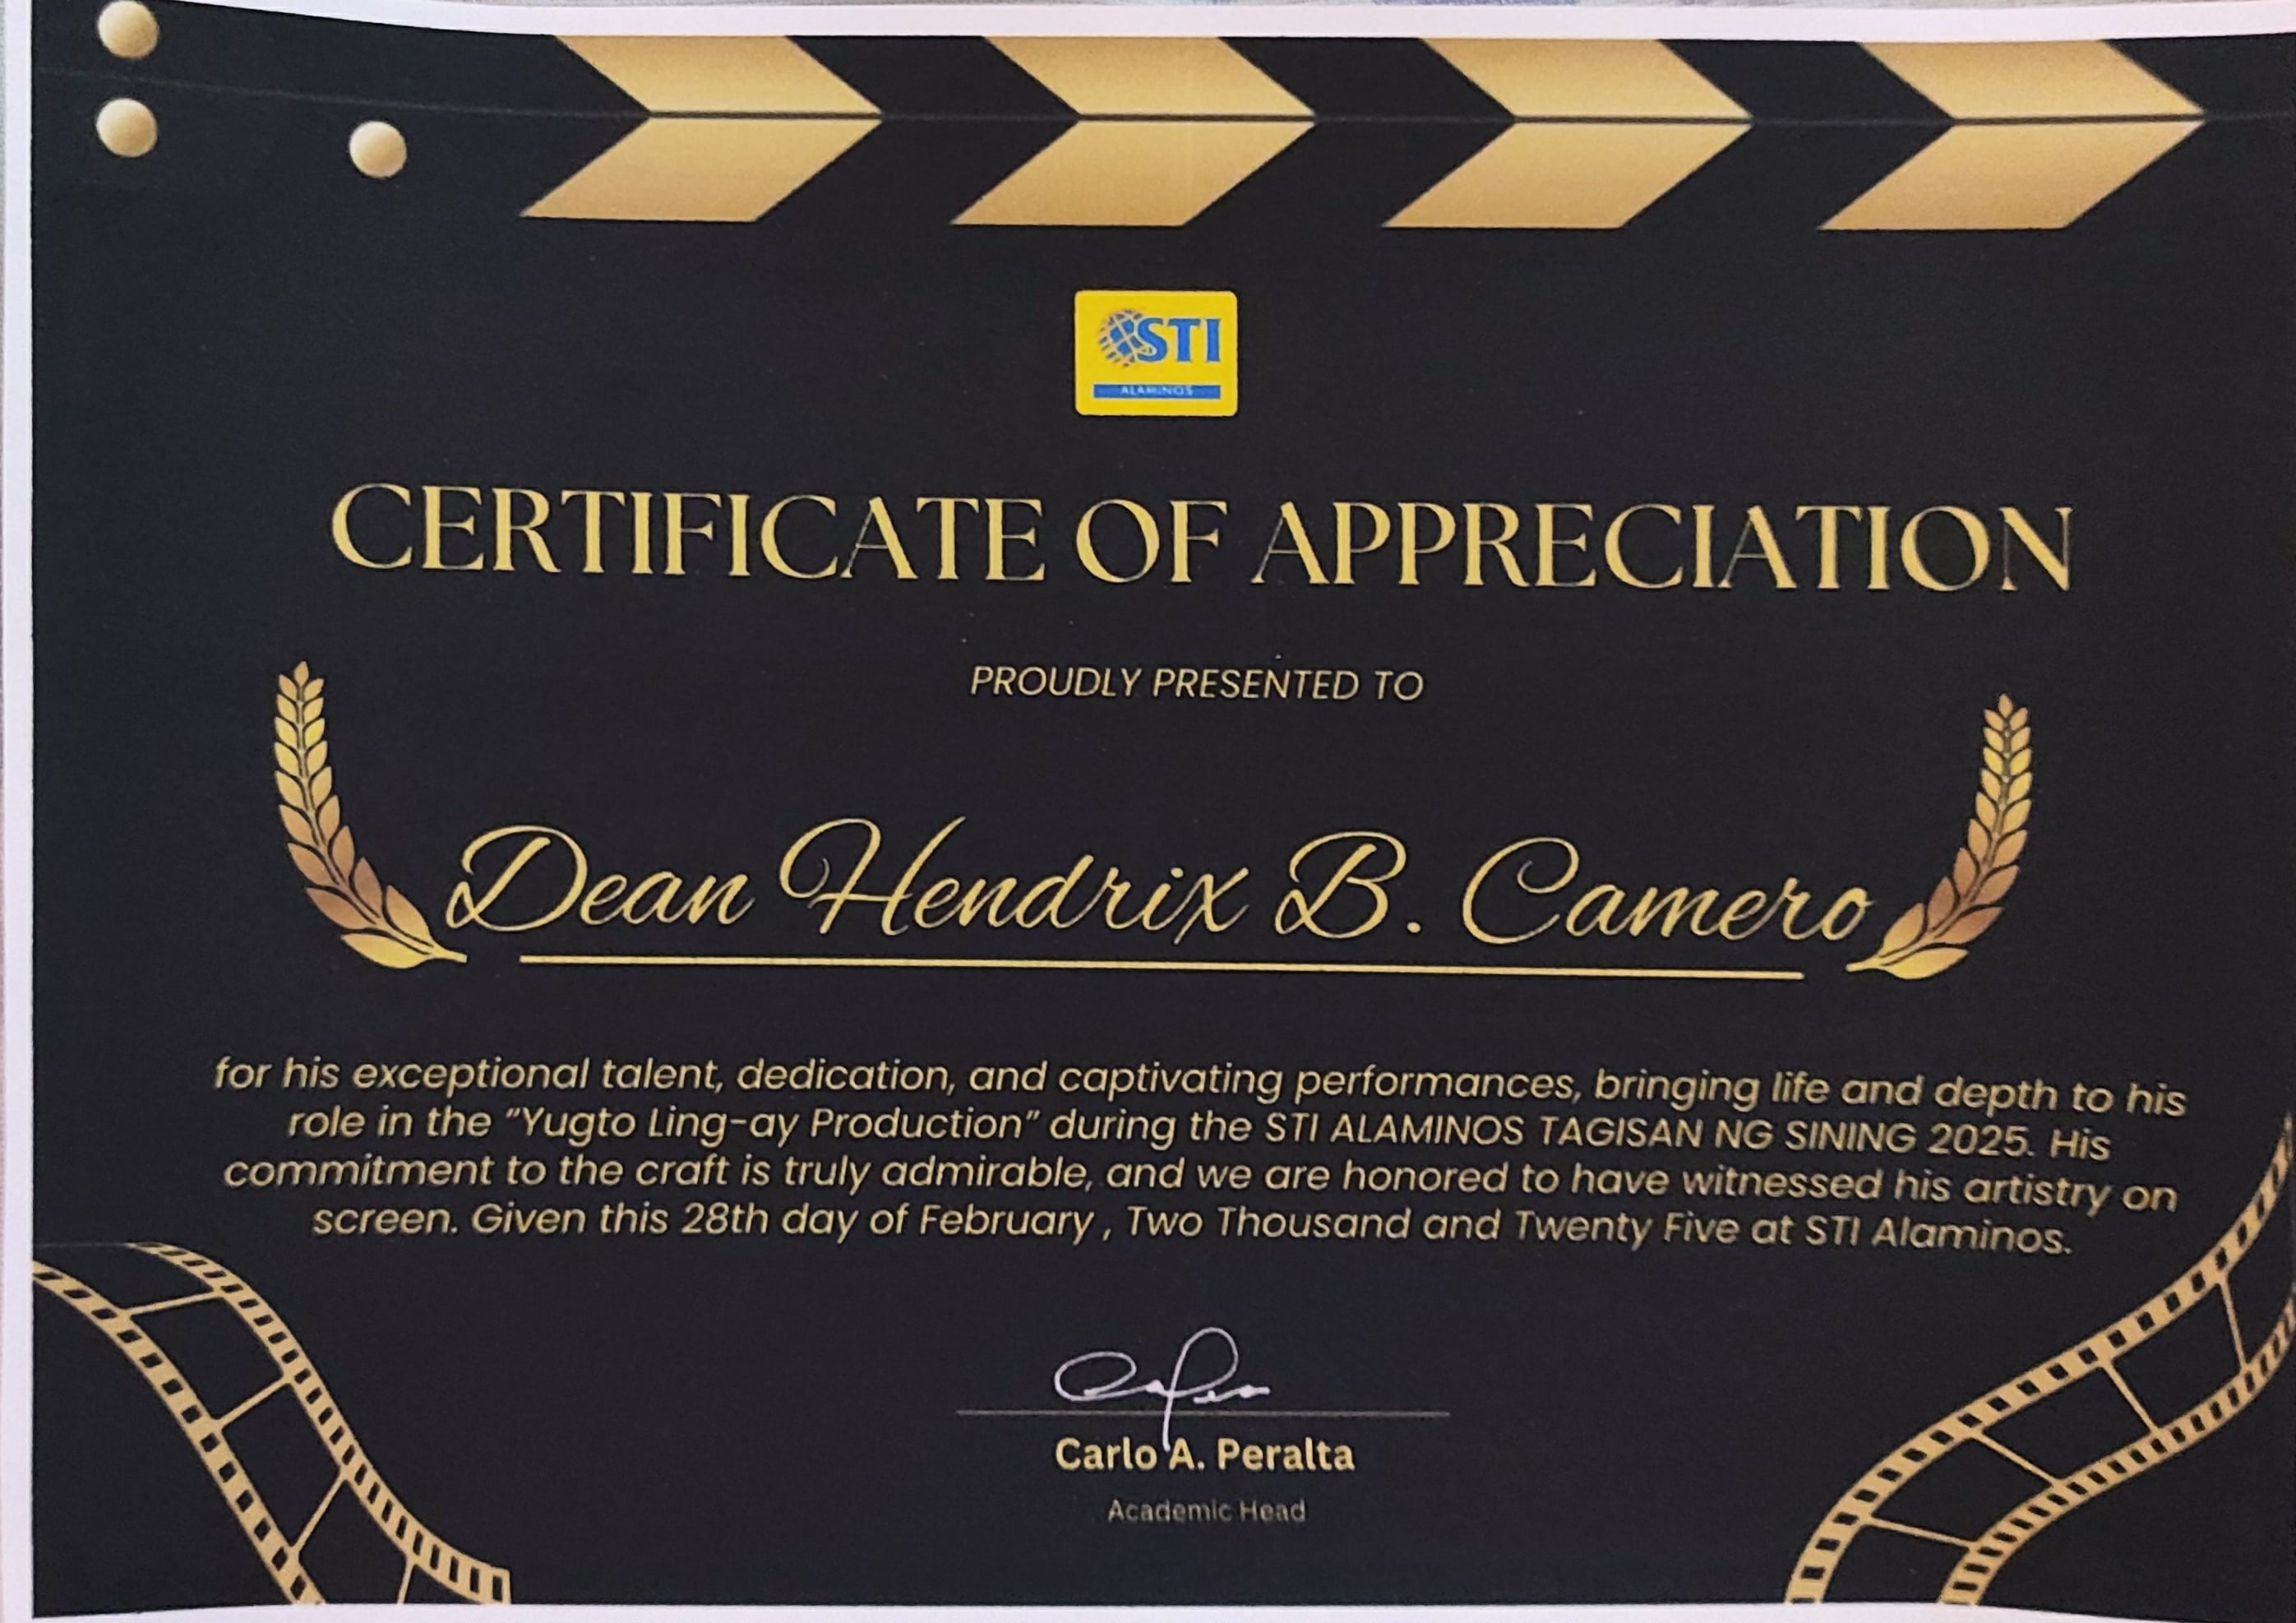 STI
ALAMINOS
CERTIFICATE OF APPRECIATION
PROUDLY PRESENTED TO
Dean Hendrix B. Camero
for his exceptional talent, dedication, and captivating performances, bringing life and depth to his
role in the “Yugto Ling-ay Production” during the STI ALAMINOS TAGISAN NG SINING 2025. His
commitment to the craft is truly admirable, and we are honored to have witnessed his artistry on
screen. Given this 28th day of February , Two Thousand and Twenty Five at STI Alaminos.
Carlo A. Peralta
Academic Head